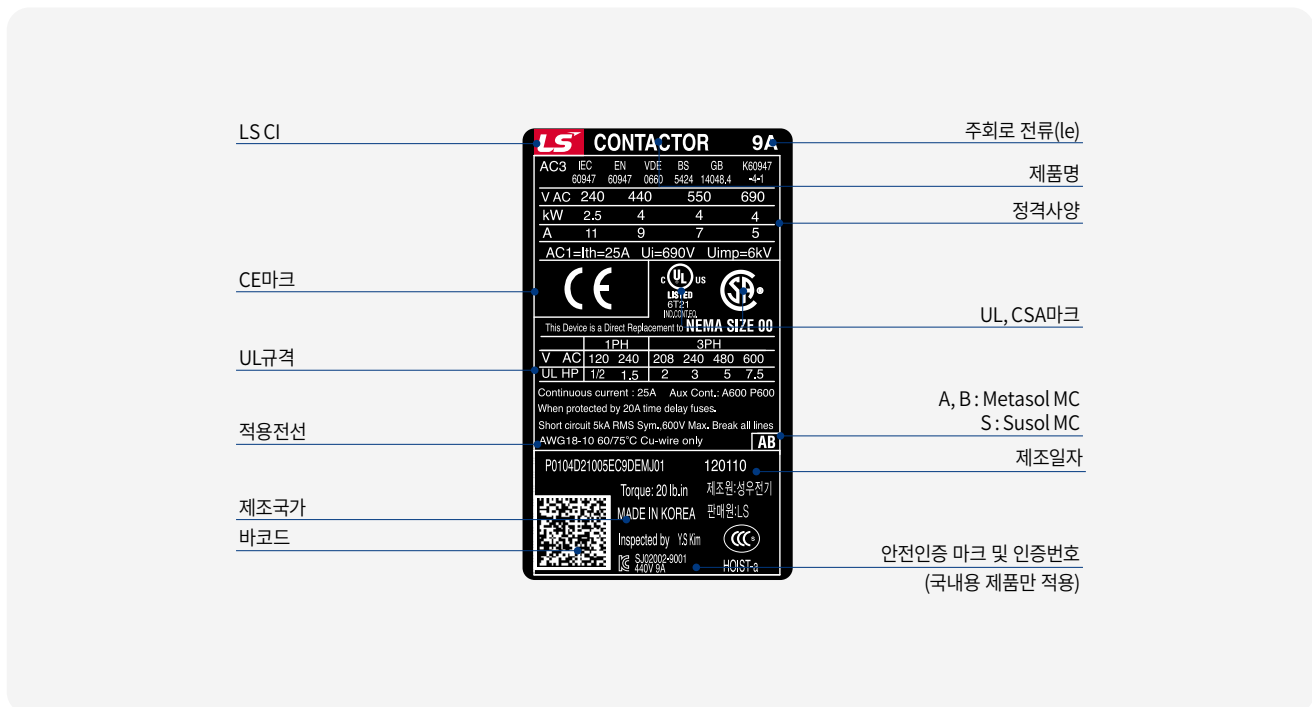 LS CI
CE마크
UL규격
적용전선
제조국가
바코드
LS CONTACTOR 9A
AC3 IEC 60947 EN 60947 VDE 0660 BS 5424 GB 14048.4 K60947 -4-1
V AC 240 440 550 690
kW 2.5 4 4 4
A 11 9 7 5
AC1=Ith=25A Ui=690V Uimp=6kV
CE
C UL US
LISTED
6T21
IND.CONT.EQ.
SA
This Device is a Direct Replacement to NEMA SIZE 00
1PH 3PH
V AC 120 240 208 240 480 600
UL HP 1/2 1.5 2 3 5 7.5
Continuous current : 25A Aux Cont.: A600 P600
When protected by 20A time delay fuses.
Short circuit 5kA RMS Sym.,600V Max. Break all lines
AWG18-10 60/75°C Cu-wire only AB
P0104D21005EC9DEMJ01 120110
Torque: 20 lb.in 제조원:성우전기
MADE IN KOREA 판매원:LS
Inspected by Y.S Kim CCC
SJ02002-9001
440V 9A
HOIST-a
주회로 전류(le)
제품명
정격사양
UL, CSA마크
A, B : Metasol MC
S : Susol MC
제조일자
안전인증 마크 및 인증번호
(국내용 제품만 적용)